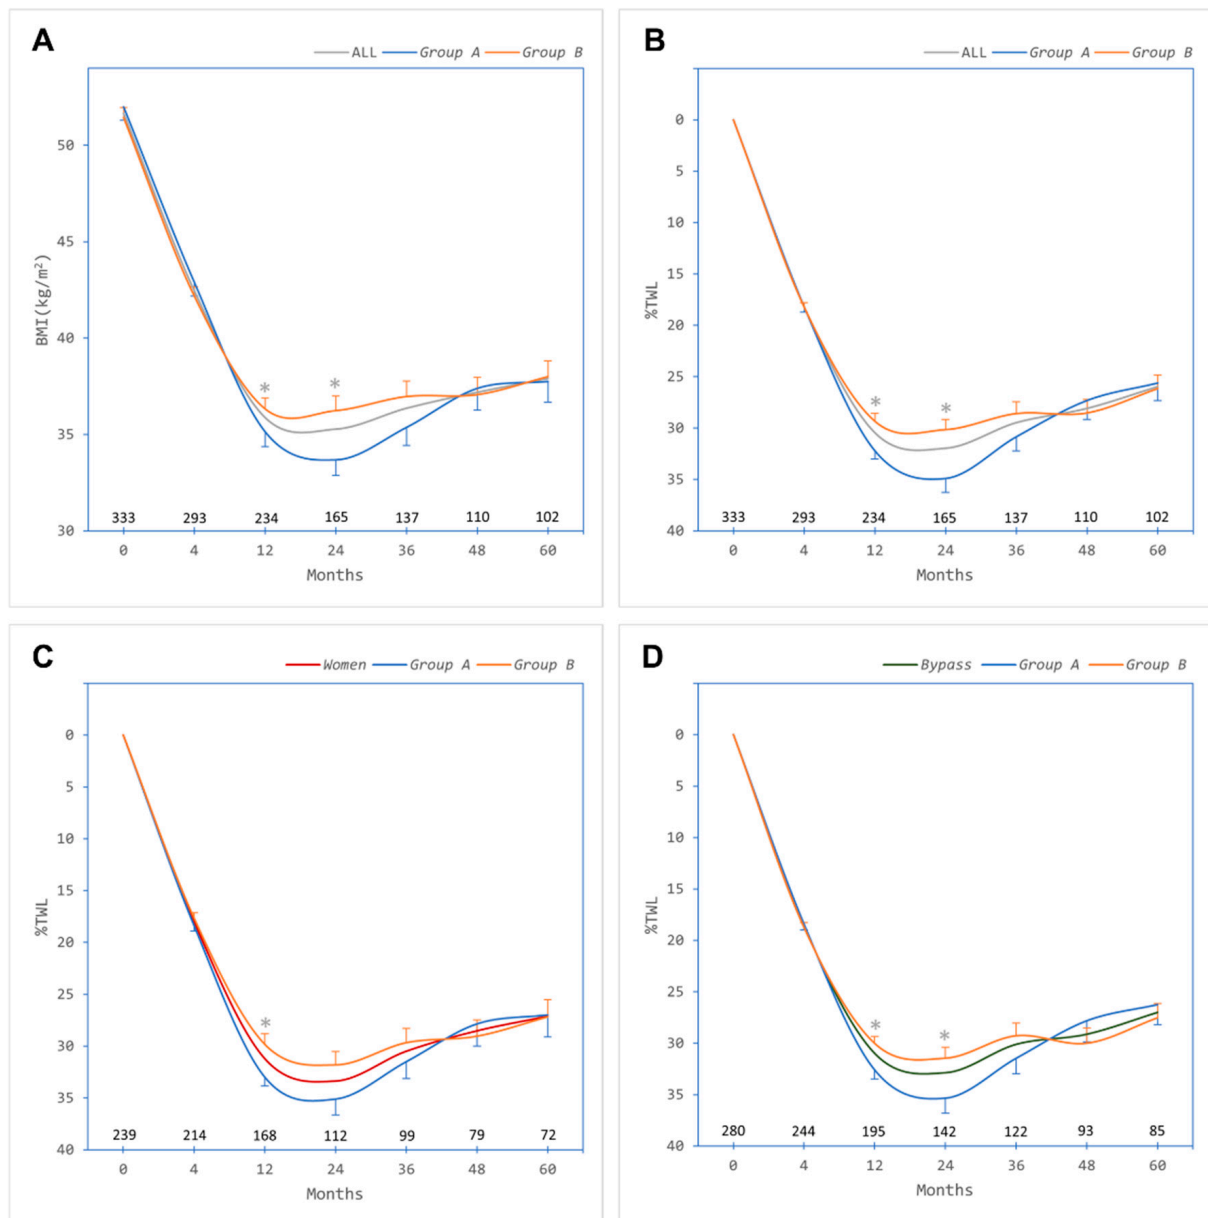 A
ALL Group A Group B
BMI(kg/m²)
50
45
40
35
30
* *
333 293 234 165 137 110 102
0 4 12 24 36 48 60
Months
B
ALL Group A Group B
%TWL
0
5
10
15
20
25
30
35
40
* *
333 293 234 165 137 110 102
0 4 12 24 36 48 60
Months
C
Women Group A Group B
%TWL
0
5
10
15
20
25
30
35
40
*
239 214 168 112 99 79 72
0 4 12 24 36 48 60
Months
D
Bypass Group A Group B
%TWL
0
5
10
15
20
25
30
35
40
* *
280 244 195 142 122 93 85
0 4 12 24 36 48 60
Months